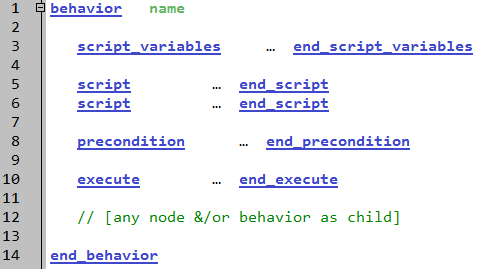 1 behavior name
2
3 script_variables … end_script_variables
4
5 script … end_script
6 script … end_script
7
8 precondition … end_precondition
9
10 execute … end_execute
11
12 // [any node &/or behavior as child]
13
14 end_behavior